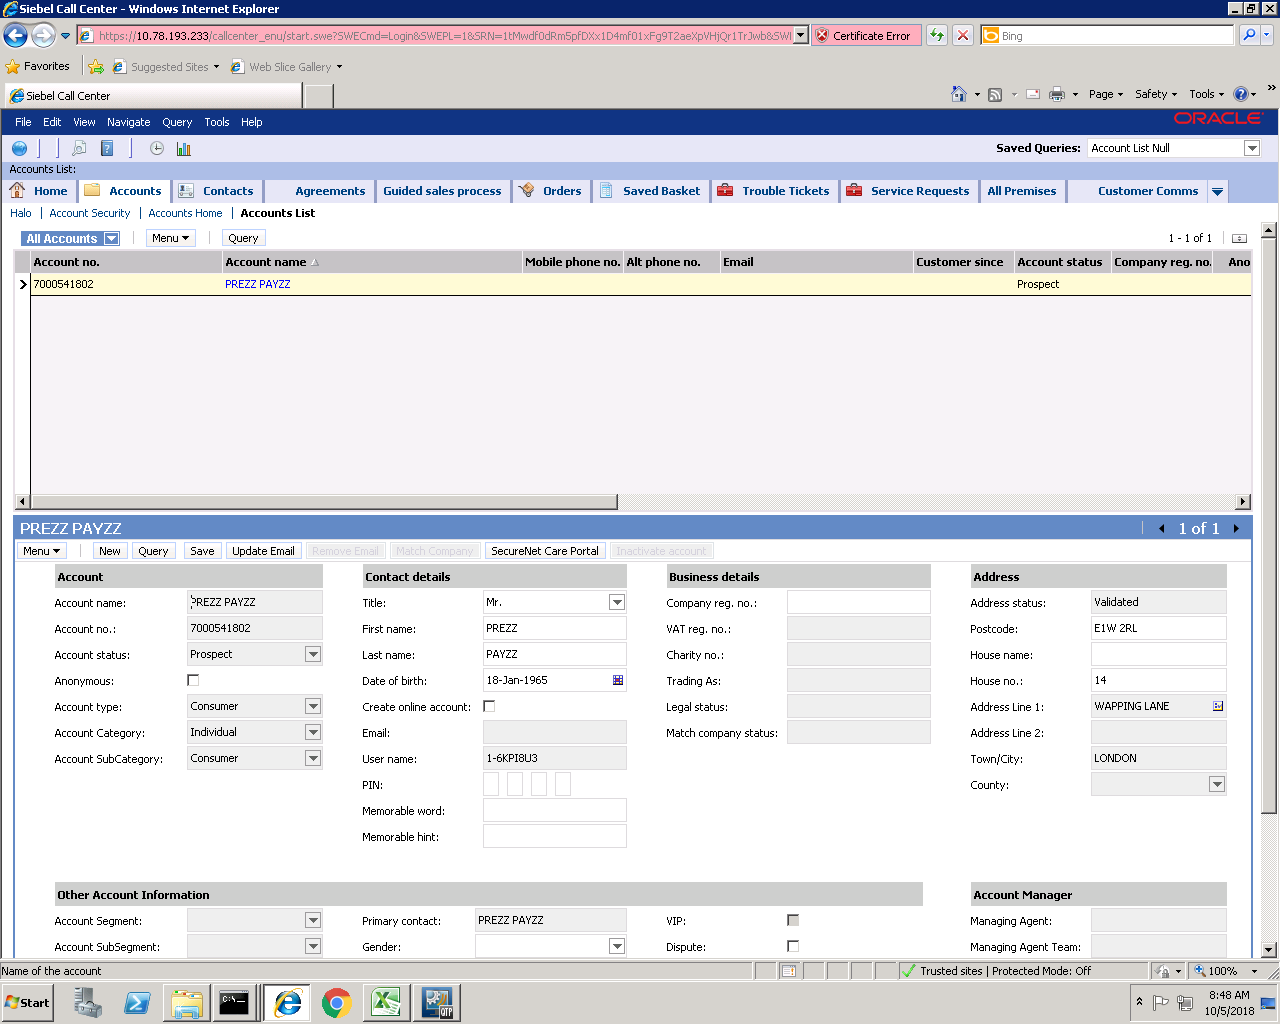 Siebel Call Center - Windows Internet Explorer
https://10.78.193.233/callcenter_enu/start.swe?SWECmd=Login&SWEPL=1&SRN=1tMwdf0dRm5pfDXx1D4mf01xFg9T2aeXpVHjQr1TrJwb&SWI
Certificate Error
Bing
Favorites
Suggested Sites
Web Slice Gallery
Siebel Call Center
Page
Safety
Tools
File Edit View Navigate Query Tools Help
ORACLE
Saved Queries: Account List Null
Accounts List:
Home Accounts Contacts Agreements Guided sales process Orders Saved Basket Trouble Tickets Service Requests All Premises Customer Comms
Halo | Account Security | Accounts Home | Accounts List
All Accounts Menu Query 1 - 1 of 1
Account no. Account name Mobile phone no. Alt phone no. Email Customer since Account status Company reg. no. Ano
7000541802 PREZZ PAYZZ Prospect
PREZZ PAYZZ 1 of 1
Menu New Query Save Update Email Remove Email Match Company SecureNet Care Portal Inactivate account
Account Contact details Business details Address
Account name: PREZZ PAYZZ Title: Mr. Company reg. no.: Address status: Validated
Account no.: 7000541802 First name: PREZZ VAT reg. no.: Postcode: E1W 2RL
Account status: Prospect Last name: PAYZZ Charity no.: House name:
Anonymous: Date of birth: 18-Jan-1965 Trading As: House no.: 14
Account type: Consumer Create online account: Legal status: Address Line 1: WAPPING LANE
Account Category: Individual Email: Match company status: Address Line 2:
Account SubCategory: Consumer User name: 1-6KPI8U3 Town/City: LONDON
PIN: County:
Memorable word:
Memorable hint:
Other Account Information Account Manager
Account Segment: Primary contact: PREZZ PAYZZ VIP: Managing Agent:
Account SubSegment: Gender: Dispute: Managing Agent Team:
Name of the account Trusted sites | Protected Mode: Off 100%
Start C:\ QTP 8:48 AM
10/5/2018